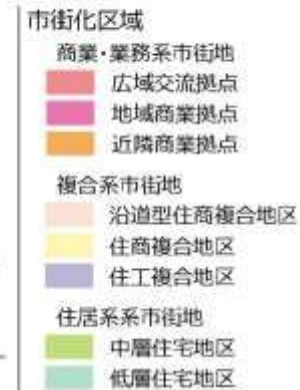 市街化区域
商業・業務系市街地
広域交流拠点
地域商業拠点
近隣商業拠点
複合系市街地
沿道型住商複合地区
住商複合地区
住工複合地区
住居系系市街地
中層住宅地区
低層住宅地区